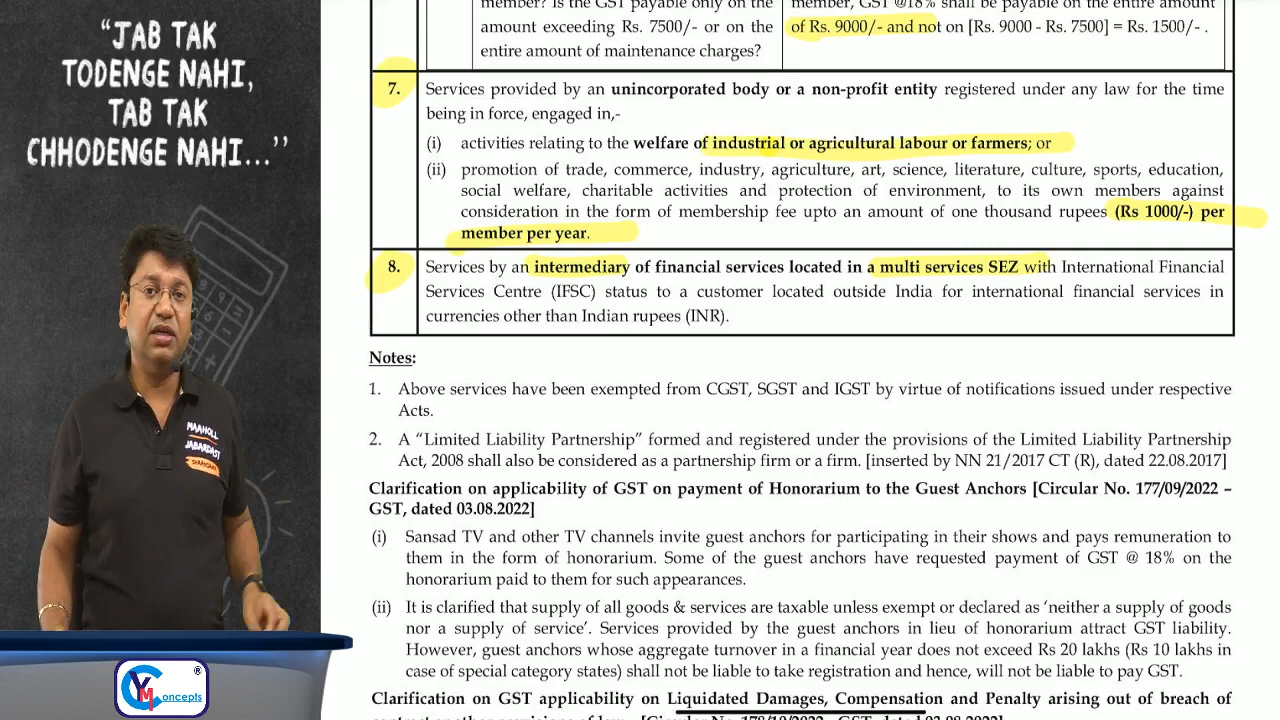 “JAB TAK
TODENGE NAHI,
TAB TAK
CHHODENGE NAHI...’’
MAAHOLL
JABARDAST
YM Concepts
®
member? Is the GST payable only on the
amount exceeding Rs. 7500/- or on the
entire amount of maintenance charges?
member, GST @18% shall be payable on the entire amount
of Rs. 9000/- and not on [Rs. 9000 - Rs. 7500] = Rs. 1500/- .
7. Services provided by an unincorporated body or a non-profit entity registered under any law for the time
being in force, engaged in,-
(i) activities relating to the welfare of industrial or agricultural labour or farmers; or
(ii) promotion of trade, commerce, industry, agriculture, art, science, literature, culture, sports, education,
social welfare, charitable activities and protection of environment, to its own members against
consideration in the form of membership fee upto an amount of one thousand rupees (Rs 1000/-) per
member per year.
8. Services by an intermediary of financial services located in a multi services SEZ with International Financial
Services Centre (IFSC) status to a customer located outside India for international financial services in
currencies other than Indian rupees (INR).
Notes:
1. Above services have been exempted from CGST, SGST and IGST by virtue of notifications issued under respective
Acts.
2. A “Limited Liability Partnership” formed and registered under the provisions of the Limited Liability Partnership
Act, 2008 shall also be considered as a partnership firm or a firm. [inserted by NN 21/2017 CT (R), dated 22.08.2017]
Clarification on applicability of GST on payment of Honorarium to the Guest Anchors [Circular No. 177/09/2022 –
GST, dated 03.08.2022]
(i) Sansad TV and other TV channels invite guest anchors for participating in their shows and pays remuneration to
them in the form of honorarium. Some of the guest anchors have requested payment of GST @ 18% on the
honorarium paid to them for such appearances.
(ii) It is clarified that supply of all goods & services are taxable unless exempt or declared as ‘neither a supply of goods
nor a supply of service’. Services provided by the guest anchors in lieu of honorarium attract GST liability.
However, guest anchors whose aggregate turnover in a financial year does not exceed Rs 20 lakhs (Rs 10 lakhs in
case of special category states) shall not be liable to take registration and hence, will not be liable to pay GST.
Clarification on GST applicability on Liquidated Damages, Compensation and Penalty arising out of breach of